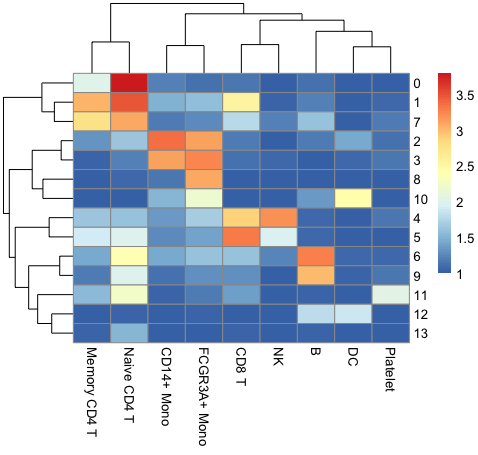 0
1
7
2
3
8
10
4
5
6
9
11
12
13
3.5
3
2.5
2
1.5
1
Memory CD4 T
Naive CD4 T
CD14+ Mono
FCGR3A+ Mono
CD8 T
NK
B
DC
Platelet